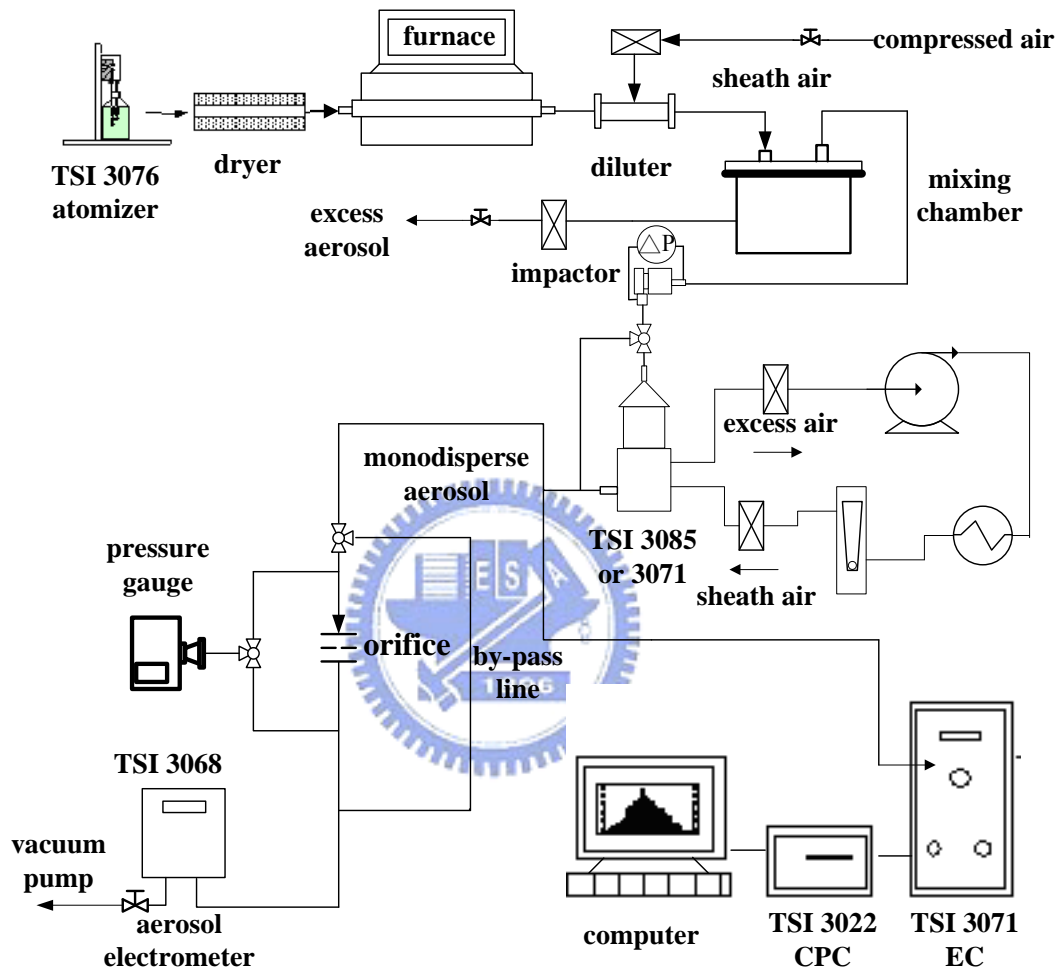 furnace
compressed air
sheath air
TSI 3076
atomizer
dryer
diluter
mixing
chamber
excess
aerosol
impactor
△P
excess air
monodisperse
aerosol
TSI 3085
or 3071
sheath air
pressure
gauge
ESA
orifice
by-pass
line
1896
TSI 3068
vacuum
pump
aerosol
electrometer
computer
TSI 3022
CPC
TSI 3071
EC